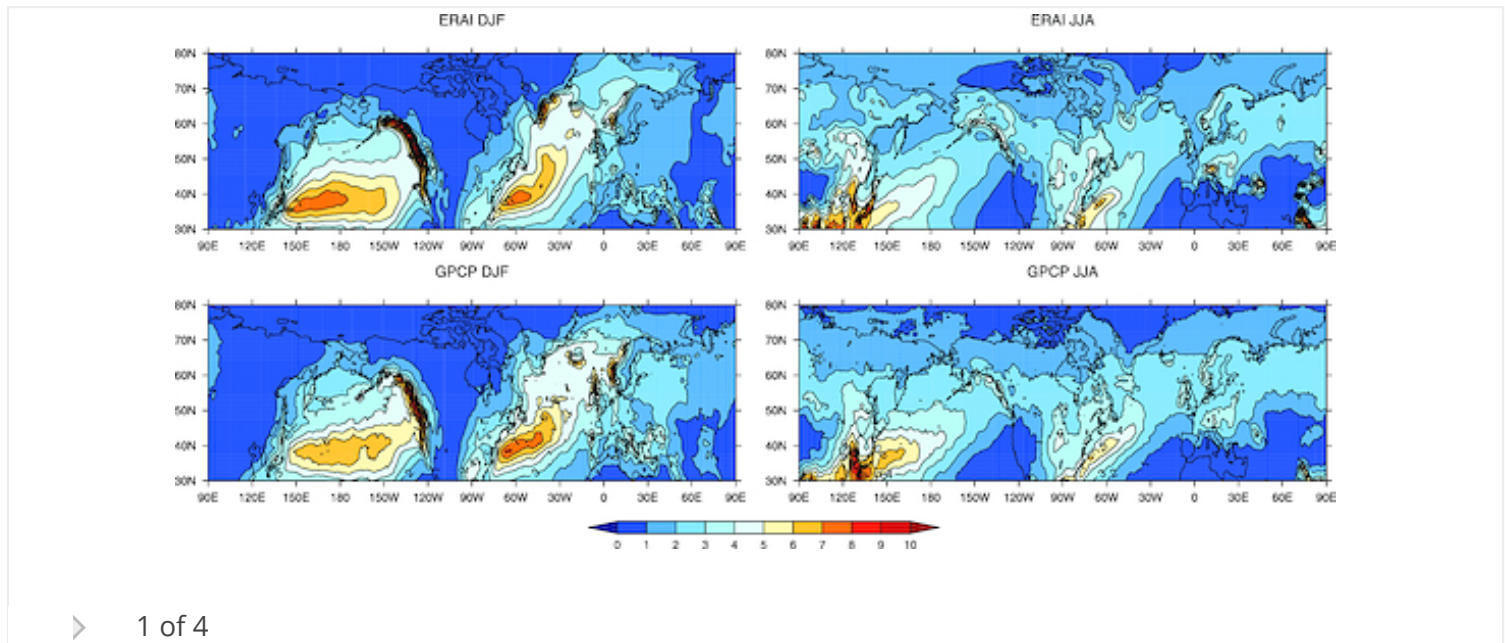 ERAI DJF
ERAI JJA
80N
70N
60N
50N
40N
30N
90E 120E 150E 180 150W 120W 90W 60W 30W 0 30E 60E 90E
80N
70N
60N
50N
40N
30N
90E 120E 150E 180 150W 120W 90W 60W 30W 0 30E 60E 90E
GPCP DJF
GPCP JJA
80N
70N
60N
50N
40N
30N
90E 120E 150E 180 150W 120W 90W 60W 30W 0 30E 60E 90E
80N
70N
60N
50N
40N
30N
90E 120E 150E 180 150W 120W 90W 60W 30W 0 30E 60E 90E
0 1 2 3 4 5 6 7 8 9 10
1 of 4